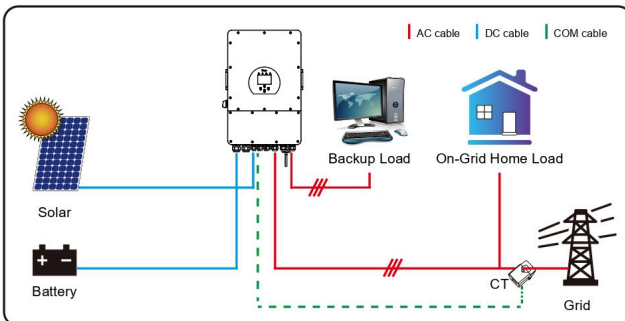 AC cable DC cable COM cable
Backup Load
On-Grid Home Load
Solar
Battery
CT
Grid